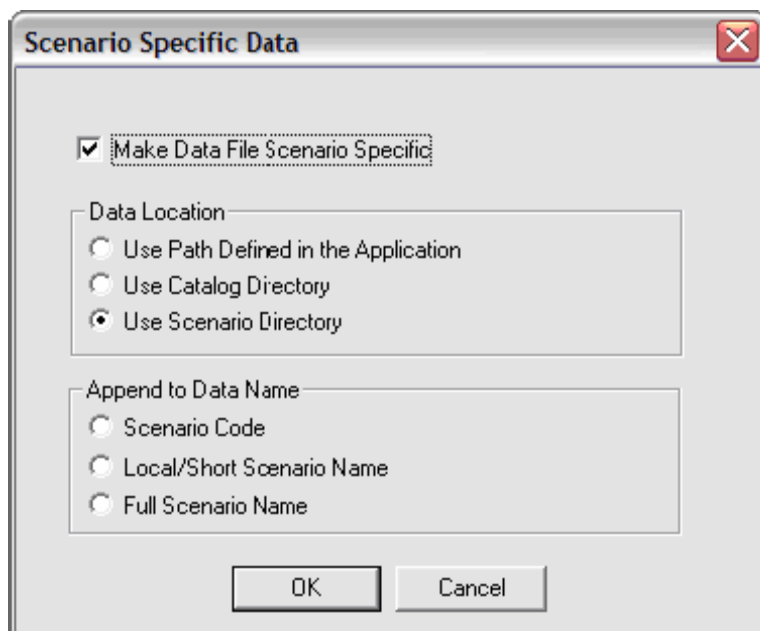 Scenario Specific Data
Make Data File Scenario Specific
Data Location
Use Path Defined in the Application
Use Catalog Directory
Use Scenario Directory
Append to Data Name
Scenario Code
Local/Short Scenario Name
Full Scenario Name
OK Cancel